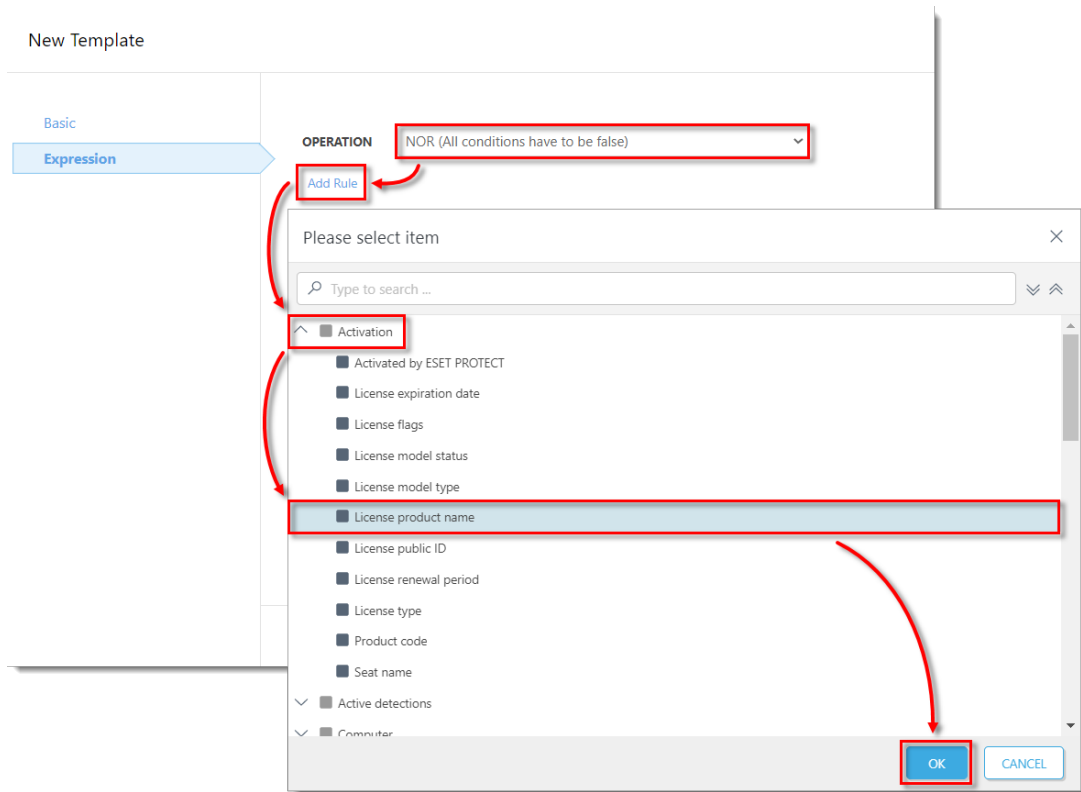 New Template
Basic
Expression
OPERATION NOR (All conditions have to be false)
Add Rule
Please select item
Type to search ...
Activation
Activated by ESET PROTECT
License expiration date
License flags
License model status
License model type
License product name
License public ID
License renewal period
License type
Product code
Seat name
Active detections
Computer
OK CANCEL